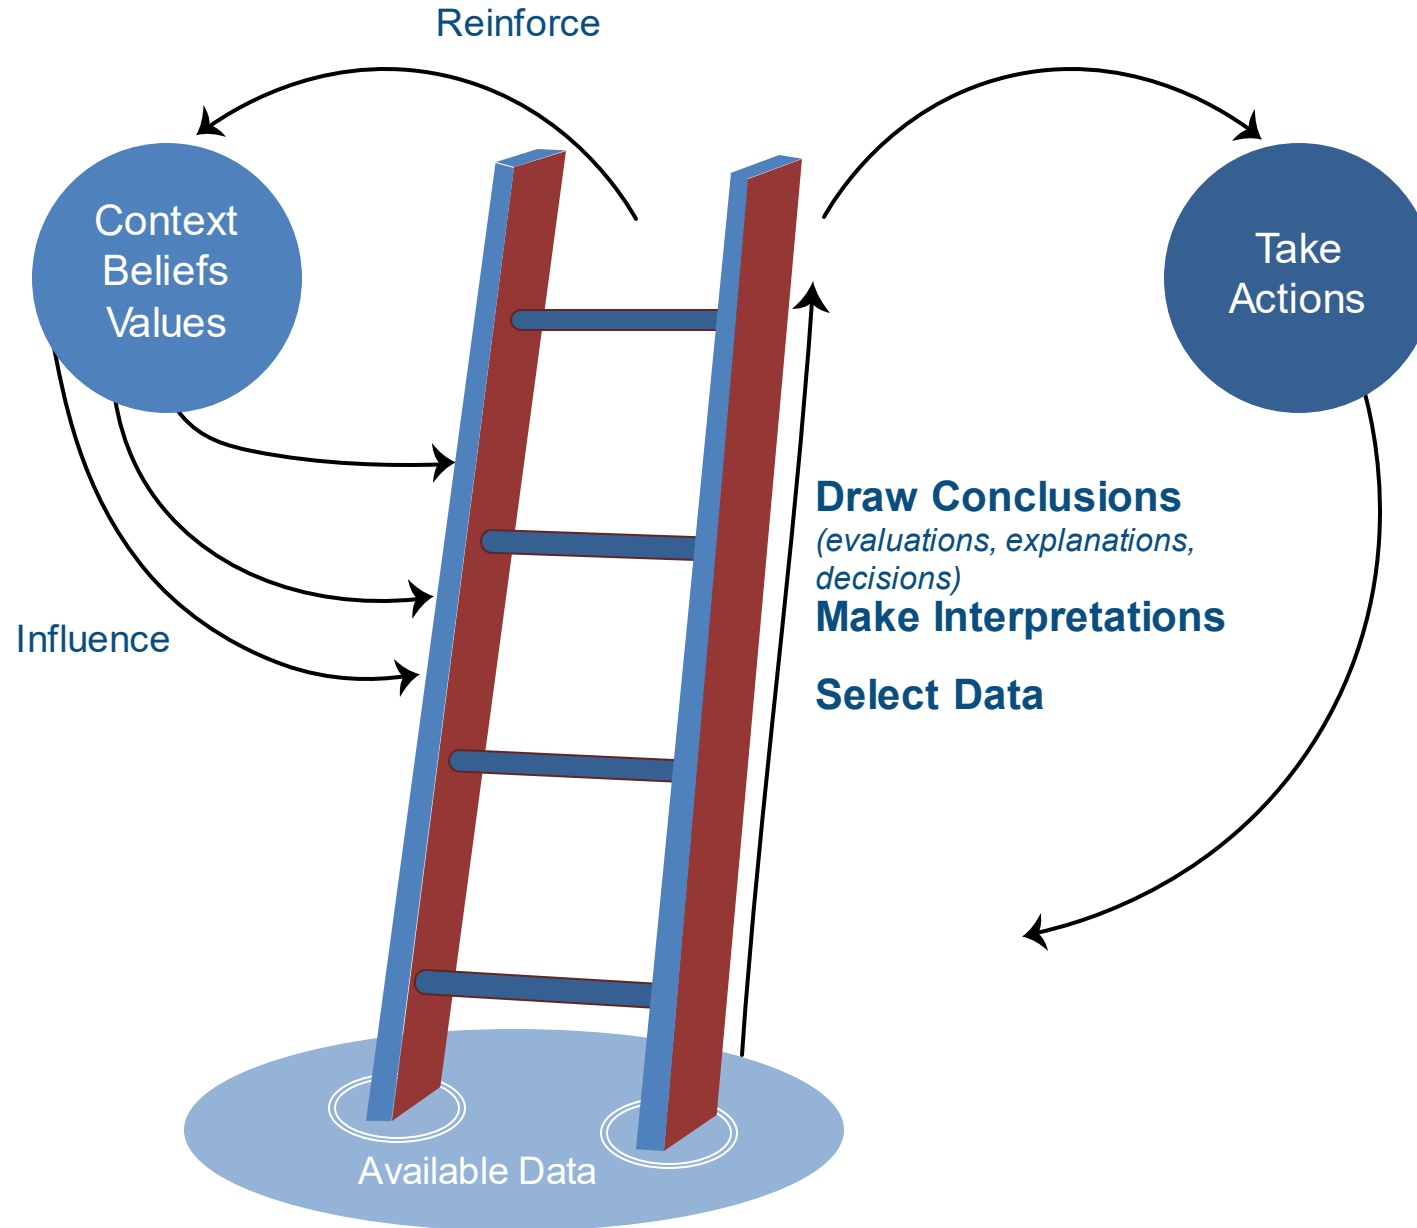 Reinforce
Context
Beliefs
Values
Take
Actions
Draw Conclusions
(evaluations, explanations,
decisions)
Make Interpretations
Influence
Select Data
Available Data